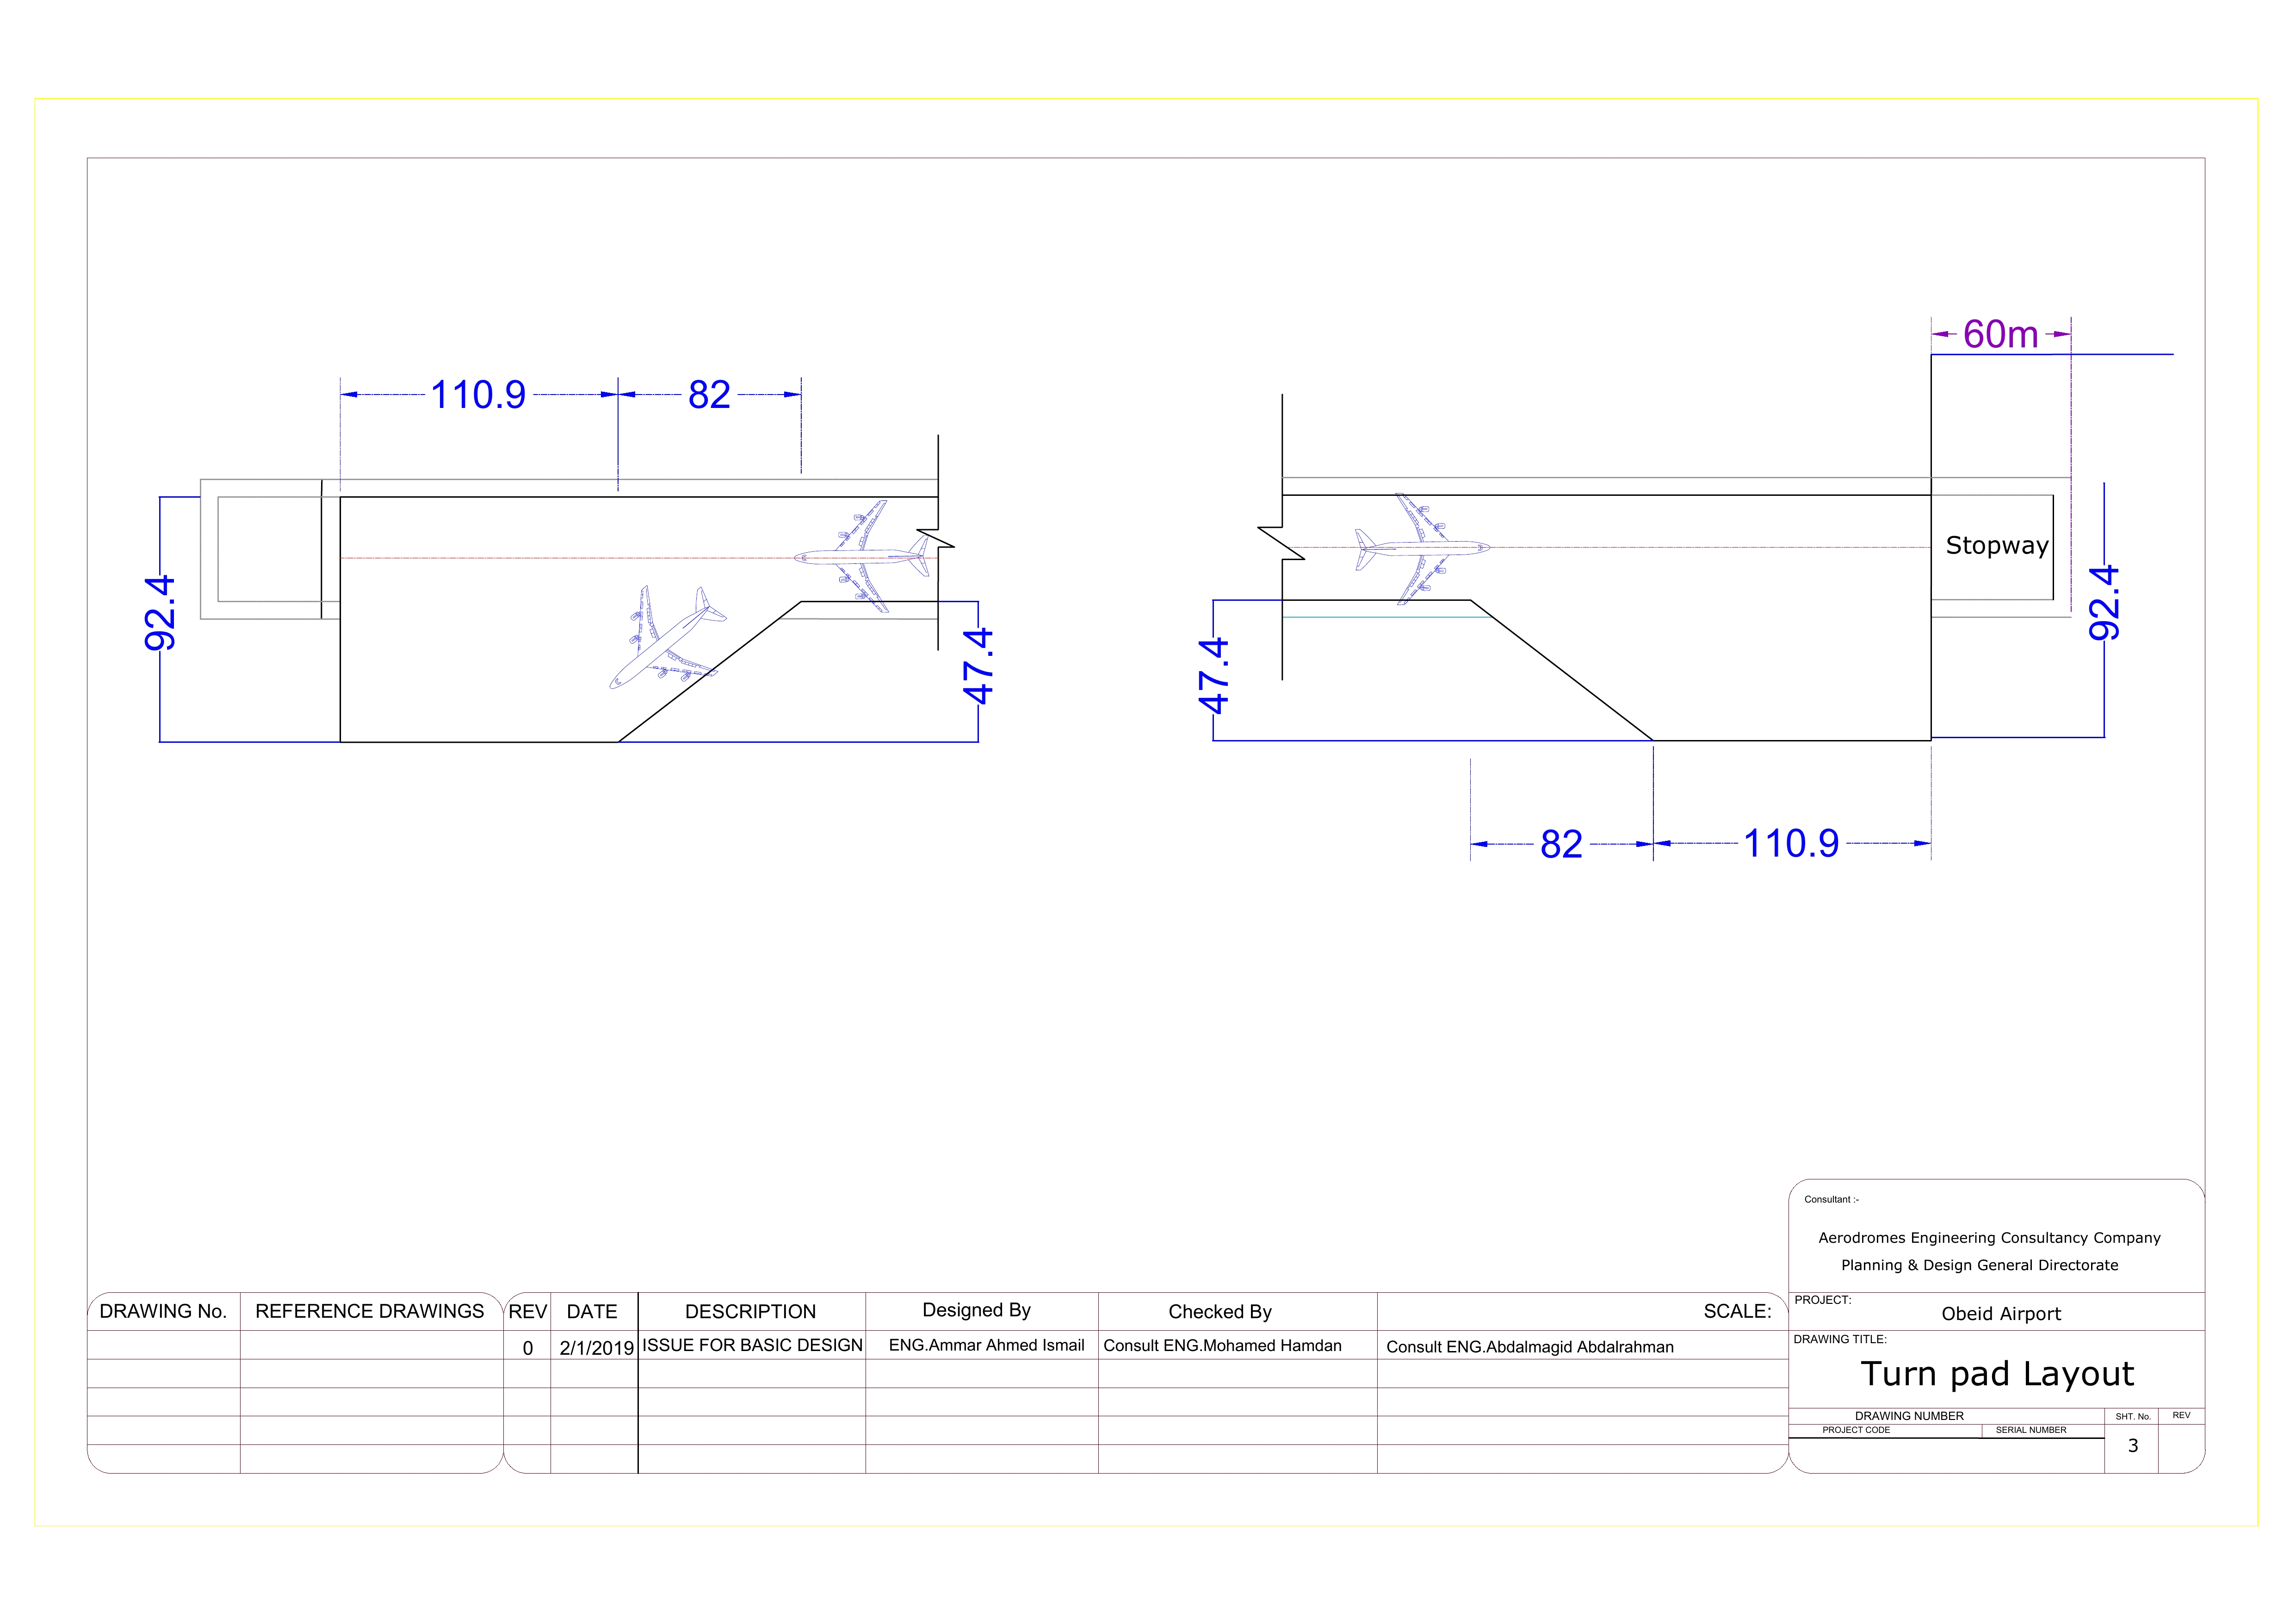 60m
110.9
82
Stopway
92.4
47.4
47.4
92.4
82
110.9
Consultant :-
Aerodromes Engineering Consultancy Company
Planning & Design General Directorate
PROJECT:
Obeid Airport
DRAWING TITLE:
Turn pad Layout
DRAWING NUMBER
SHT. No.
REV
PROJECT CODE
SERIAL NUMBER
3
DRAWING No.
REFERENCE DRAWINGS
REV
DATE
DESCRIPTION
Designed By
Checked By
SCALE:
0
2/1/2019
ISSUE FOR BASIC DESIGN
ENG.Ammar Ahmed Ismail
Consult ENG.Mohamed Hamdan
Consult ENG.Abdalmagid Abdalrahman